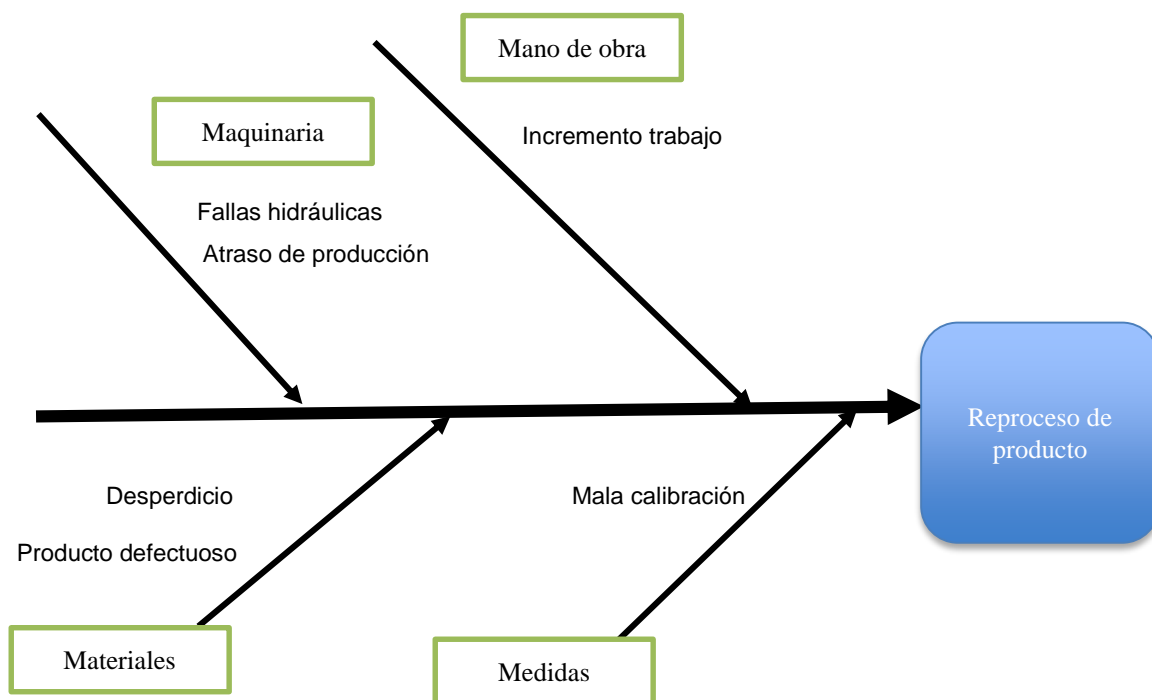 Mano de obra
Maquinaria
Incremento trabajo
Fallas hidráulicas
Atraso de producción
Reproceso de
producto
Desperdicio
Mala calibración
Producto defectuoso
Materiales
Medidas